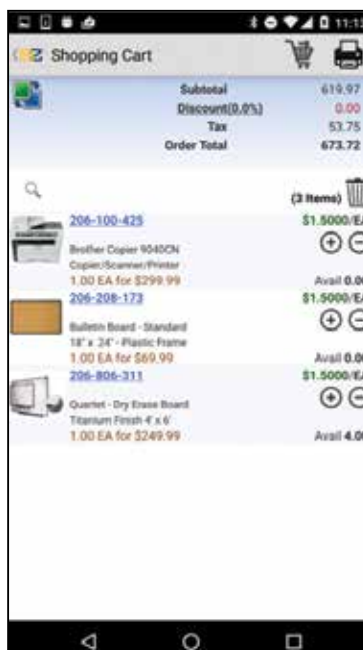 11:15
Shopping Cart
Subtotal 619.97
Discount(0.0%) 0.00
Tax 53.75
Order Total 673.72
(3 Items)
206-100-425 $1.5000/EA
Brother Copier 9040CN
Copier/Scanner/Printer
1.00 EA for $299.99 Avail 0.00
206-208-173 $1.5000/EA
Bulletin Board - Standard
18" x 24" - Plastic Frame
1.00 EA for $69.99 Avail 0.00
206-806-311 $1.5000/EA
Quartet - Dry Erase Board
Titanium Finish 4' x 6'
1.00 EA for $249.99 Avail 4.00